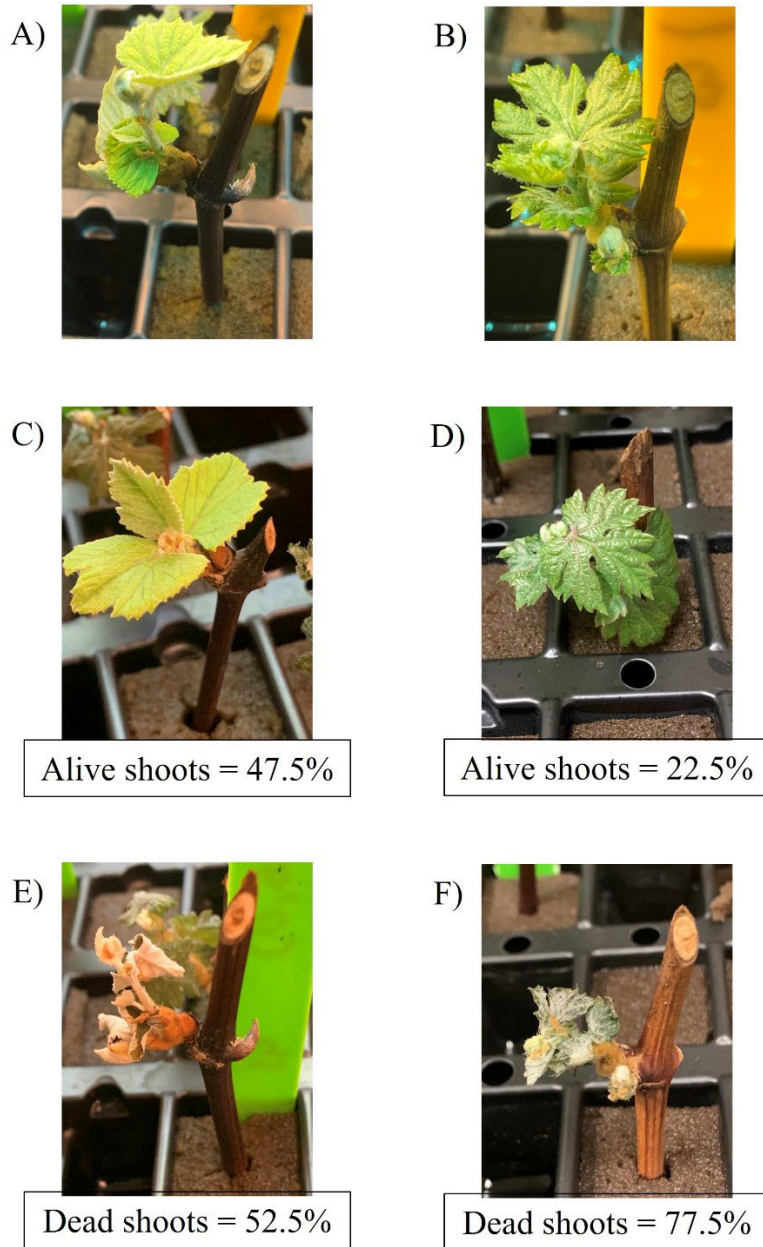 A)
B)
C)
D)
Alive shoots = 47.5%
Alive shoots = 22.5%
E)
F)
Dead shoots = 52.5%
Dead shoots = 77.5%